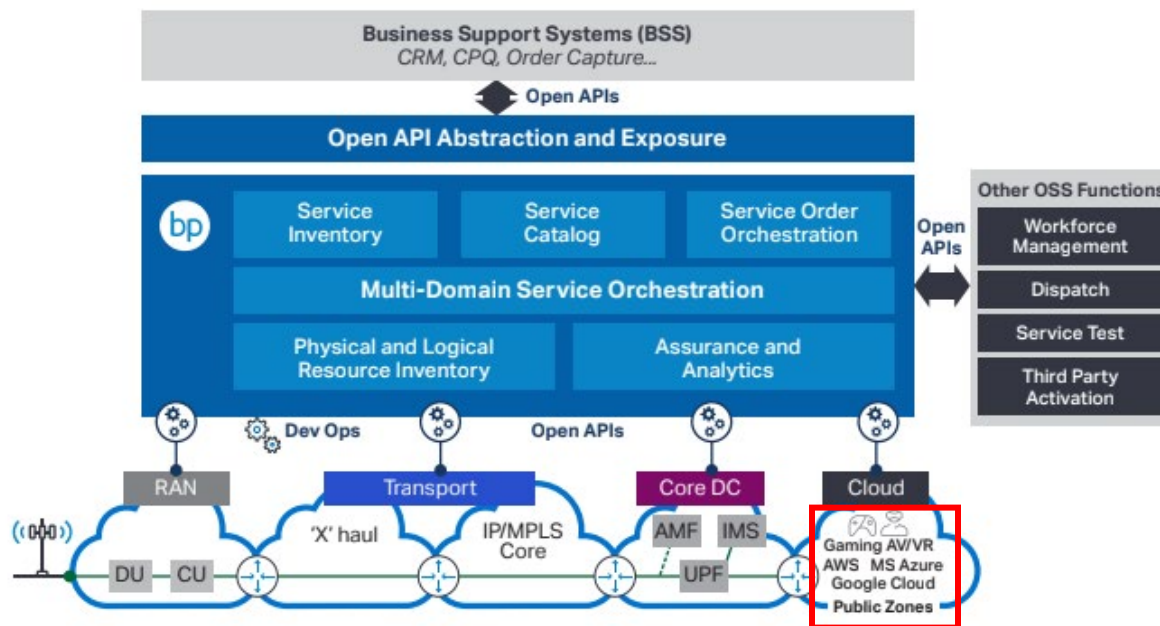 Business Support Systems (BSS)
CRM, CPQ, Order Capture...
Open APIs
Open API Abstraction and Exposure
bp
Service
Inventory
Service
Catalog
Service Order
Orchestration
Multi-Domain Service Orchestration
Physical and Logical
Resource Inventory
Assurance and
Analytics
Open
APIs
Other OSS Functions
Workforce
Management
Dispatch
Service Test
Third Party
Activation
Dev Ops
Open APIs
RAN
Transport
Core DC
Cloud
DU
CU
'X' haul
IP/MPLS
Core
AMF
IMS
UPF
Gaming AV/VR
AWS MS Azure
Google Cloud
Public Zones